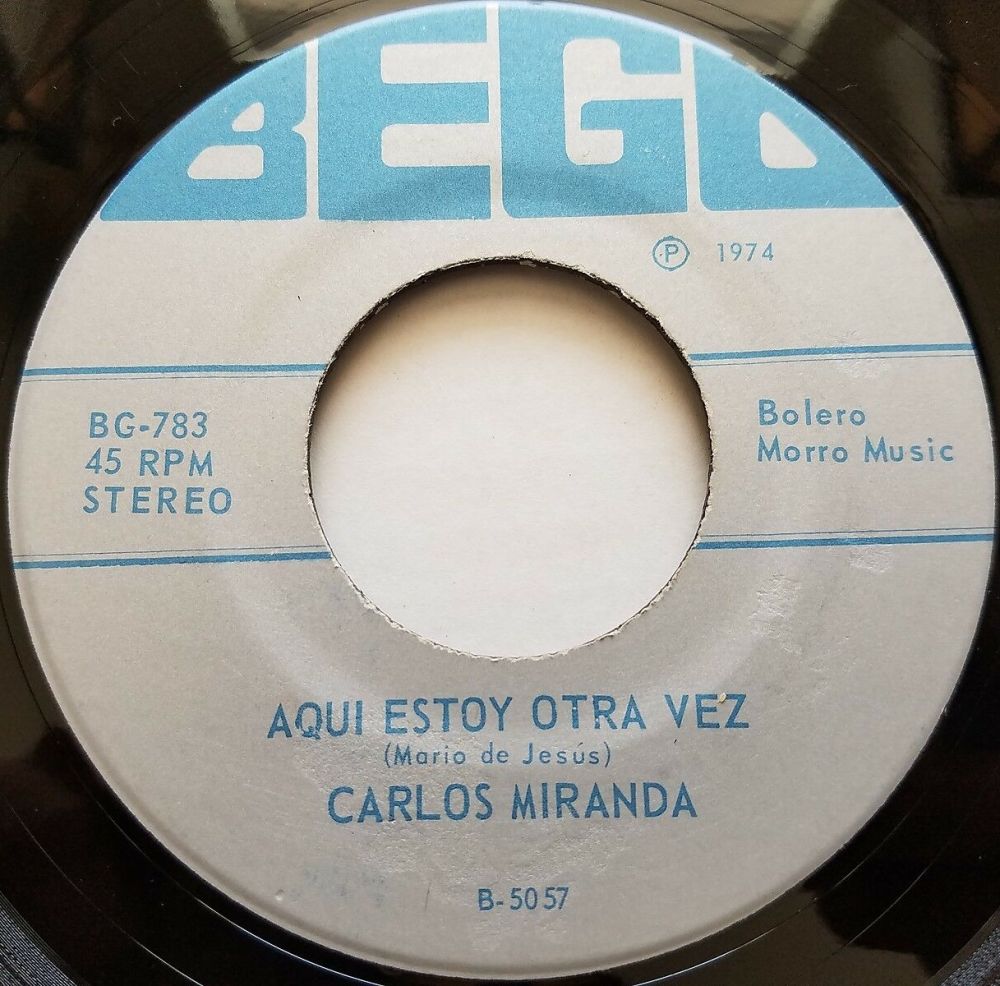 BEGO
Ⓟ 1974
BG-783
45 RPM
STEREO
Bolero
Morro Music
AQUI ESTOY OTRA VEZ
(Mario de Jesús)
CARLOS MIRANDA
B-5057